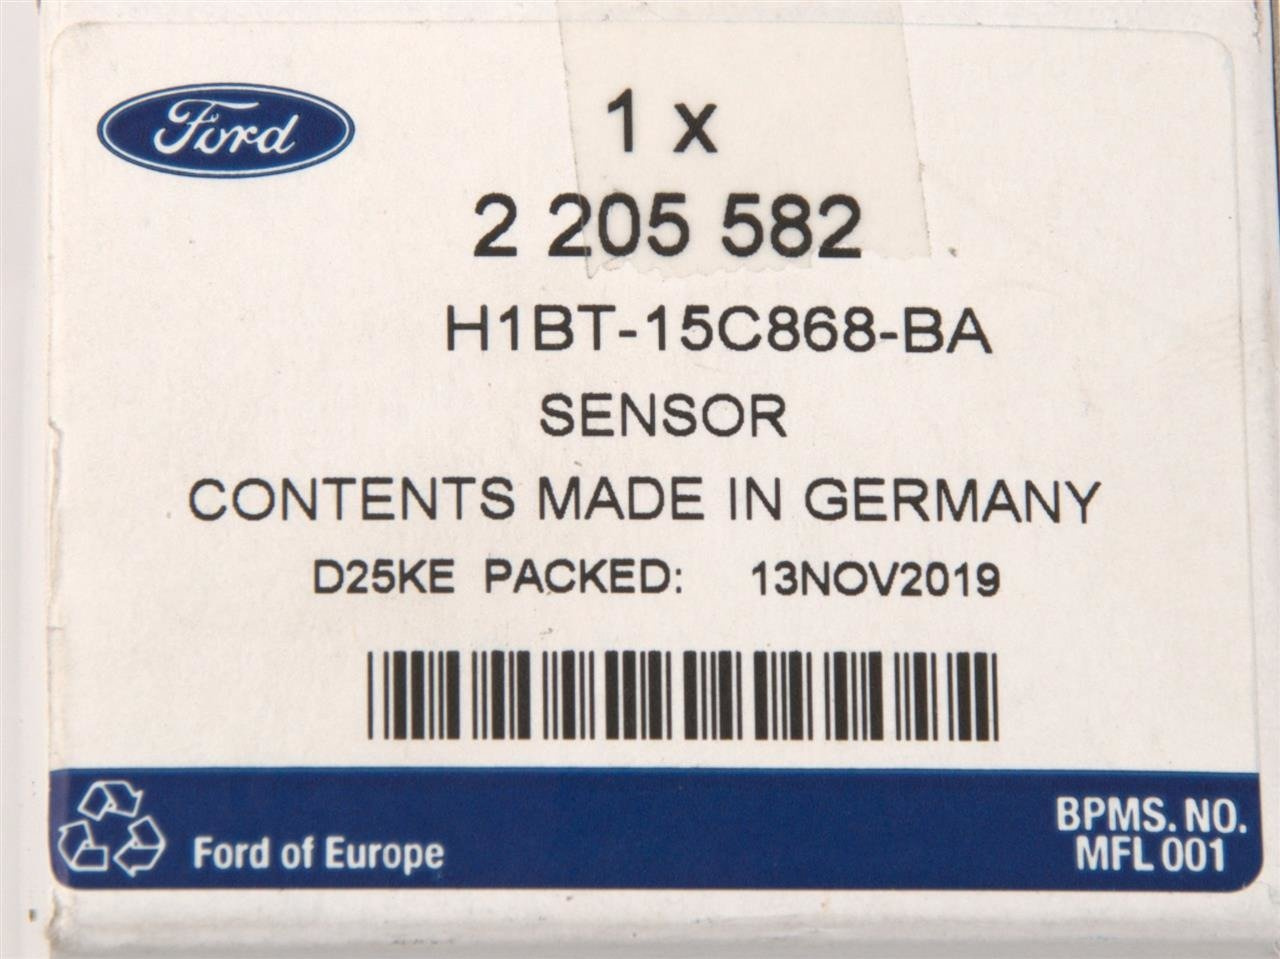 Ford
1 x
2 205 582
H1BT-15C868-BA
SENSOR
CONTENTS MADE IN GERMANY
D25KE PACKED: 13NOV2019
Ford of Europe
BPMS. NO.
MFL 001